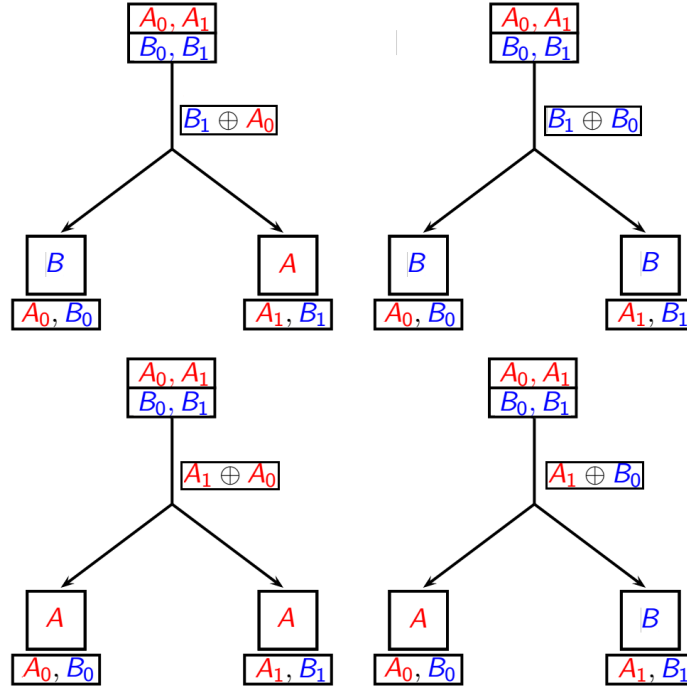 A₀, A₁
B₀, B₁
B₁ ⊕ A₀
B
A
A₀, B₀
A₁, B₁
A₀, A₁
B₀, B₁
B₁ ⊕ B₀
B
B
A₀, B₀
A₁, B₁
A₀, A₁
B₀, B₁
A₁ ⊕ A₀
A
A
A₀, B₀
A₁, B₁
A₀, A₁
B₀, B₁
A₁ ⊕ B₀
A
B
A₀, B₀
A₁, B₁